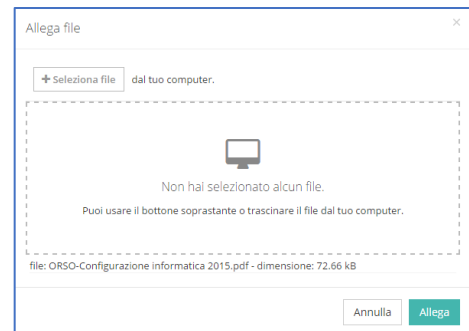 Allega file
×
+ Seleziona file dal tuo computer.
Non hai selezionato alcun file.
Puoi usare il bottone soprastante o trascinare il file dal tuo computer.
file: ORSO-Configurazione informatica 2015.pdf - dimensione: 72.66 kB
Annulla Allega